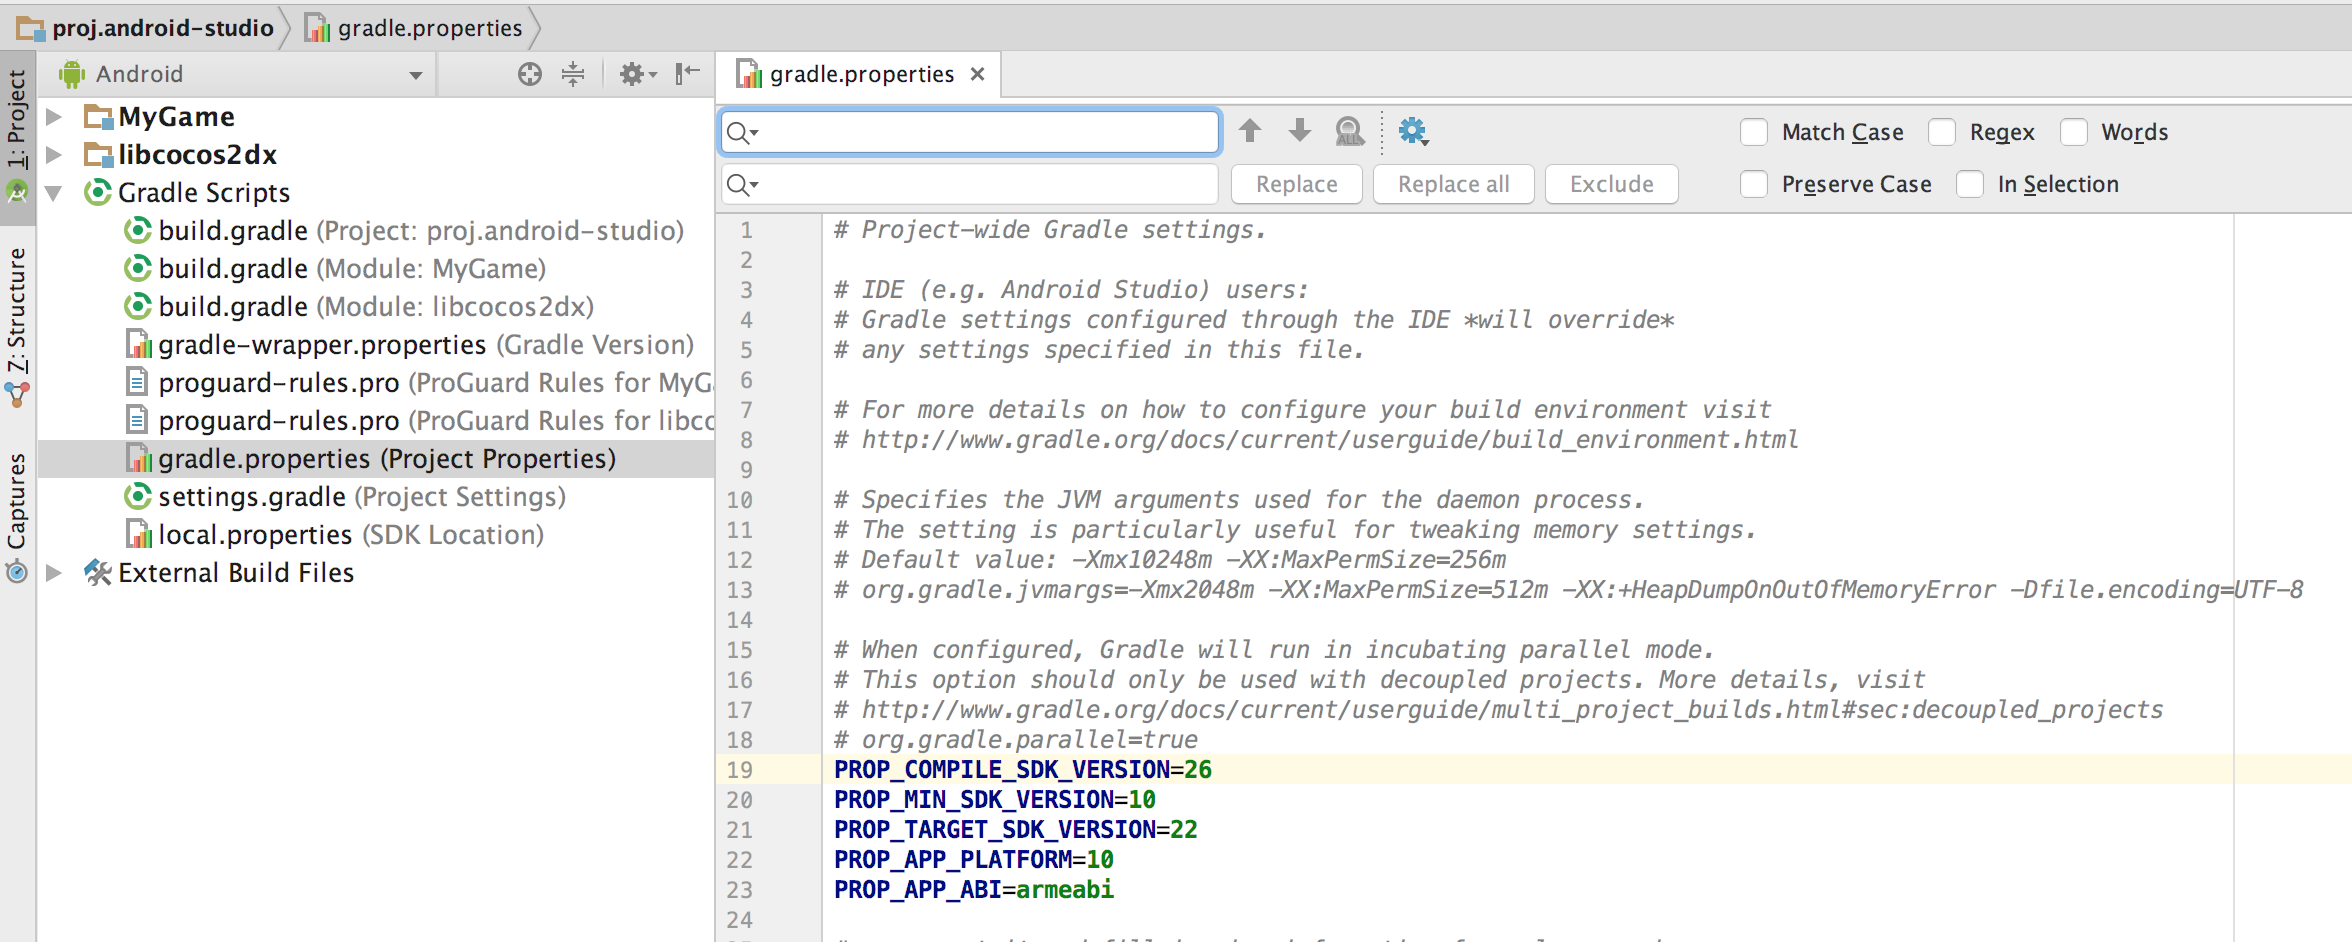 proj.android-studio
gradle.properties
1: Project
7: Structure
Captures
Android
MyGame
libcocos2dx
Gradle Scripts
build.gradle (Project: proj.android-studio)
build.gradle (Module: MyGame)
build.gradle (Module: libcocos2dx)
gradle-wrapper.properties (Gradle Version)
proguard-rules.pro (ProGuard Rules for MyGa
proguard-rules.pro (ProGuard Rules for libcoc
gradle.properties (Project Properties)
settings.gradle (Project Settings)
local.properties (SDK Location)
External Build Files
gradle.properties
ALL
Match Case
Regex
Words
Replace
Replace all
Exclude
Preserve Case
In Selection
1 # Project-wide Gradle settings.
2
3 # IDE (e.g. Android Studio) users:
4 # Gradle settings configured through the IDE *will override*
5 # any settings specified in this file.
6
7 # For more details on how to configure your build environment visit
8 # http://www.gradle.org/docs/current/userguide/build_environment.html
9
10 # Specifies the JVM arguments used for the daemon process.
11 # The setting is particularly useful for tweaking memory settings.
12 # Default value: -Xmx10248m -XX:MaxPermSize=256m
13 # org.gradle.jvmargs=-Xmx2048m -XX:MaxPermSize=512m -XX:+HeapDumpOnOutOfMemoryError -Dfile.encoding=UTF-8
14
15 # When configured, Gradle will run in incubating parallel mode.
16 # This option should only be used with decoupled projects. More details, visit
17 # http://www.gradle.org/docs/current/userguide/multi_project_builds.html#sec:decoupled_projects
18 # org.gradle.parallel=true
19 PROP_COMPILE_SDK_VERSION=26
20 PROP_MIN_SDK_VERSION=10
21 PROP_TARGET_SDK_VERSION=22
22 PROP_APP_PLATFORM=10
23 PROP_APP_ABI=armeabi
24